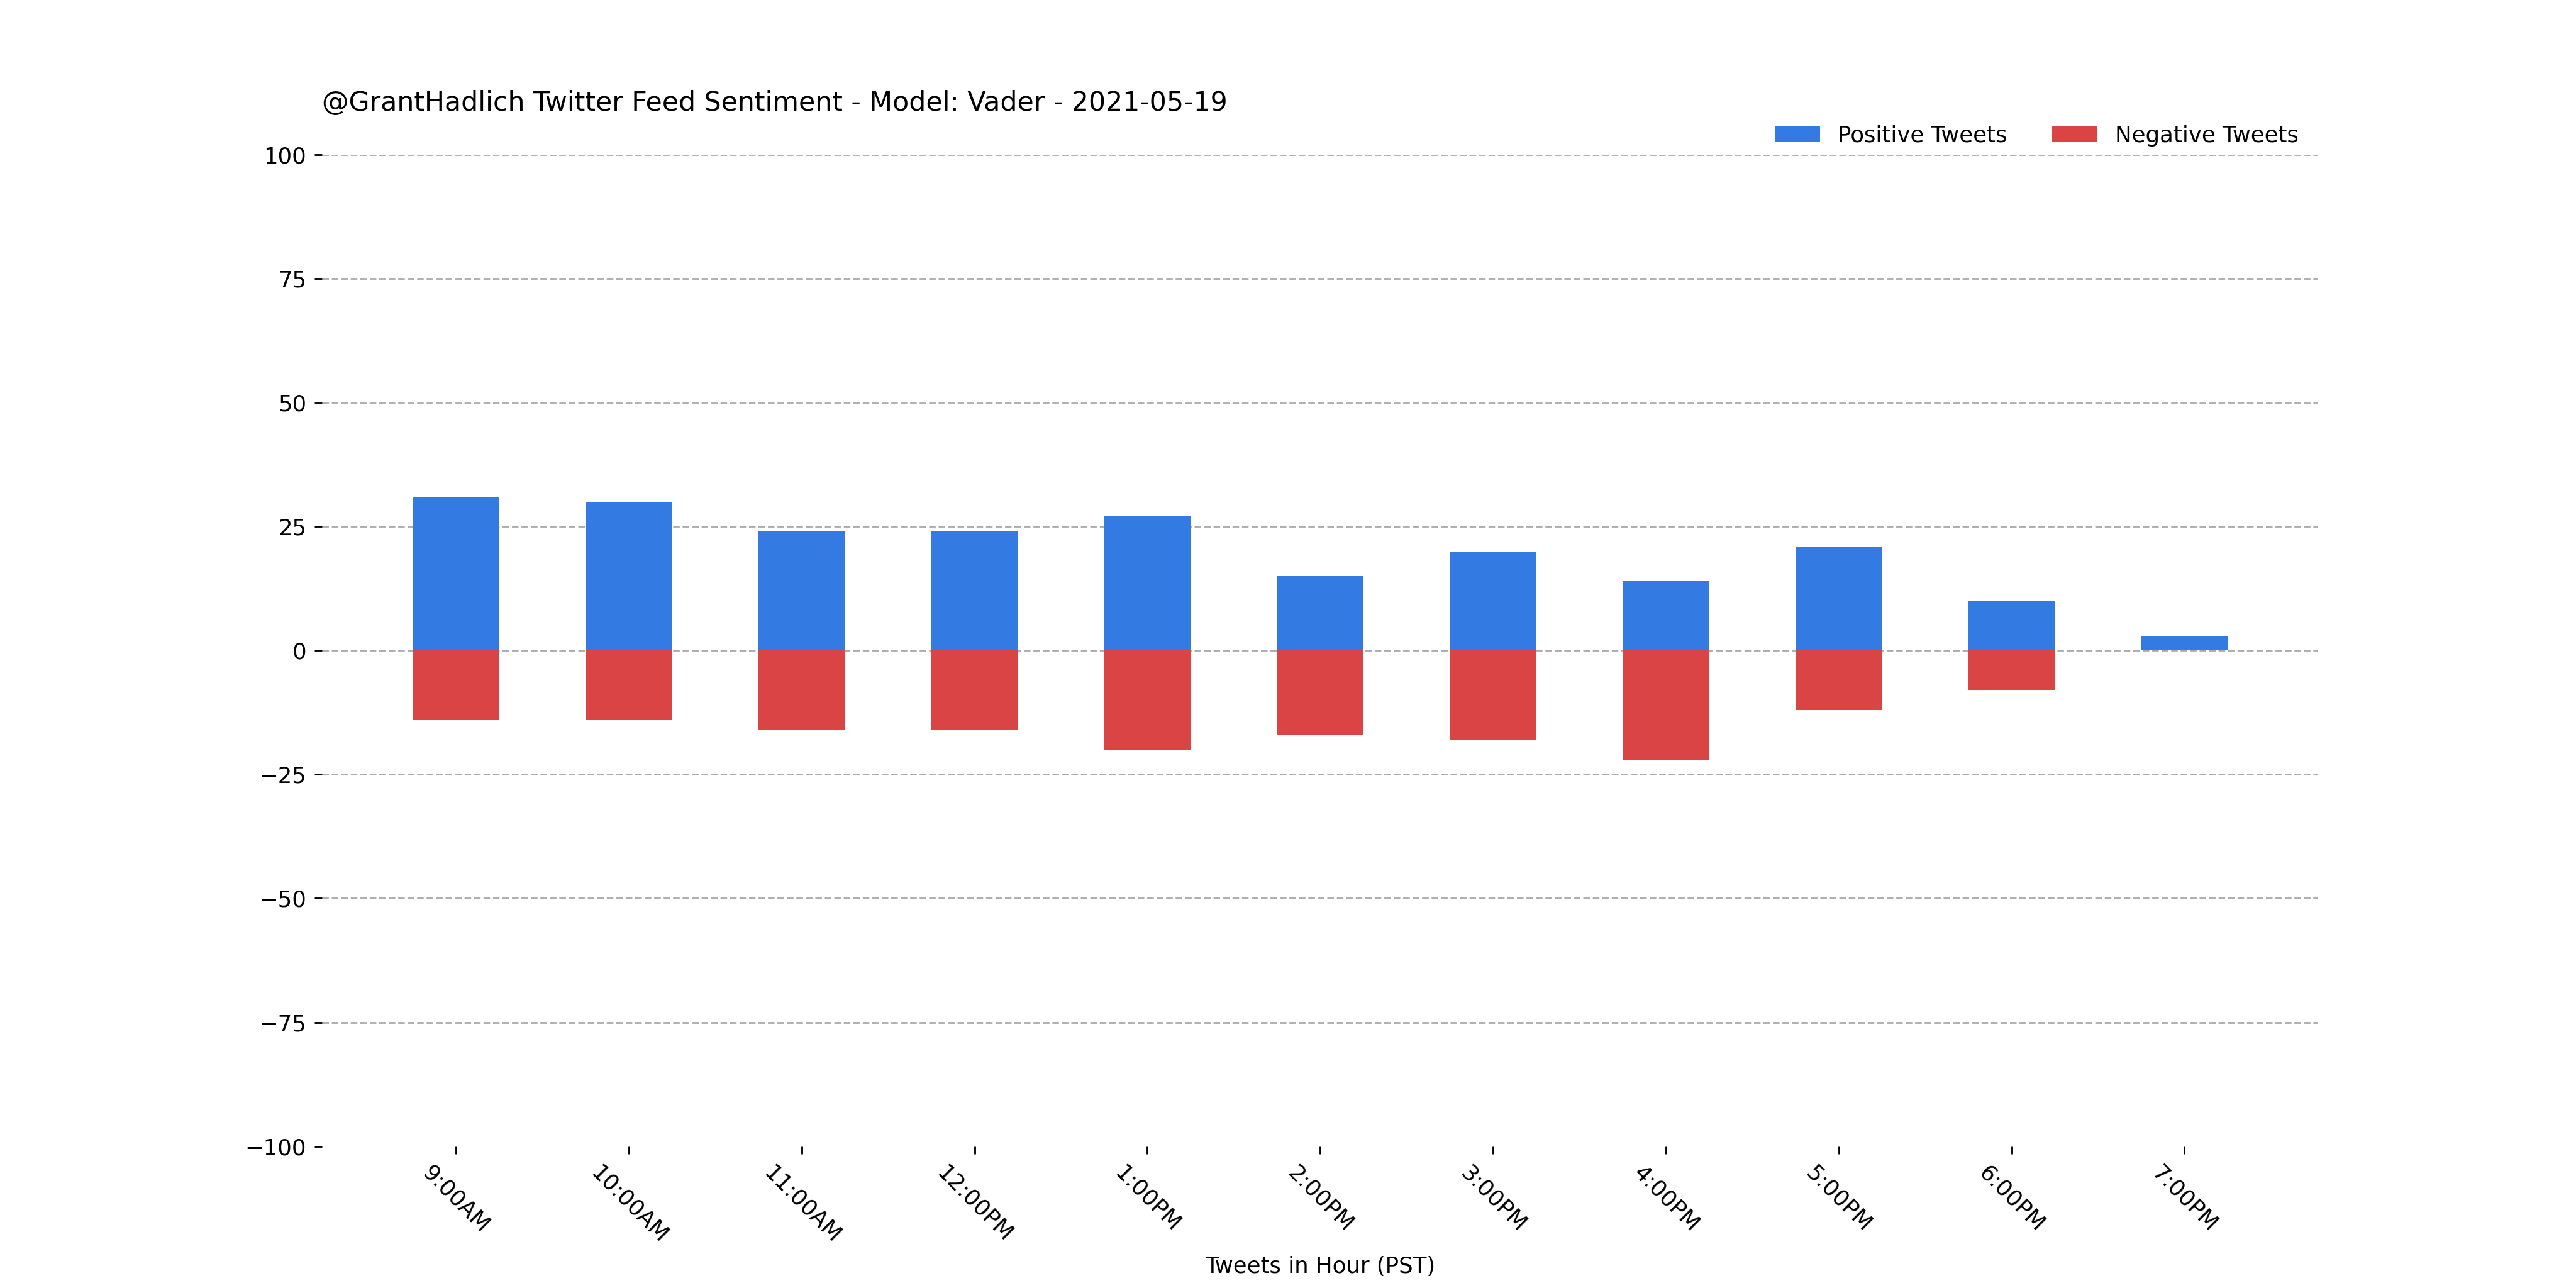 @GrantHadlich Twitter Feed Sentiment - Model: Vader - 2021-05-19
Positive Tweets
Negative Tweets
100
75
50
25
0
−25
−50
−75
−100
9:00AM
10:00AM
11:00AM
12:00PM
1:00PM
2:00PM
3:00PM
4:00PM
5:00PM
6:00PM
7:00PM
Tweets in Hour (PST)